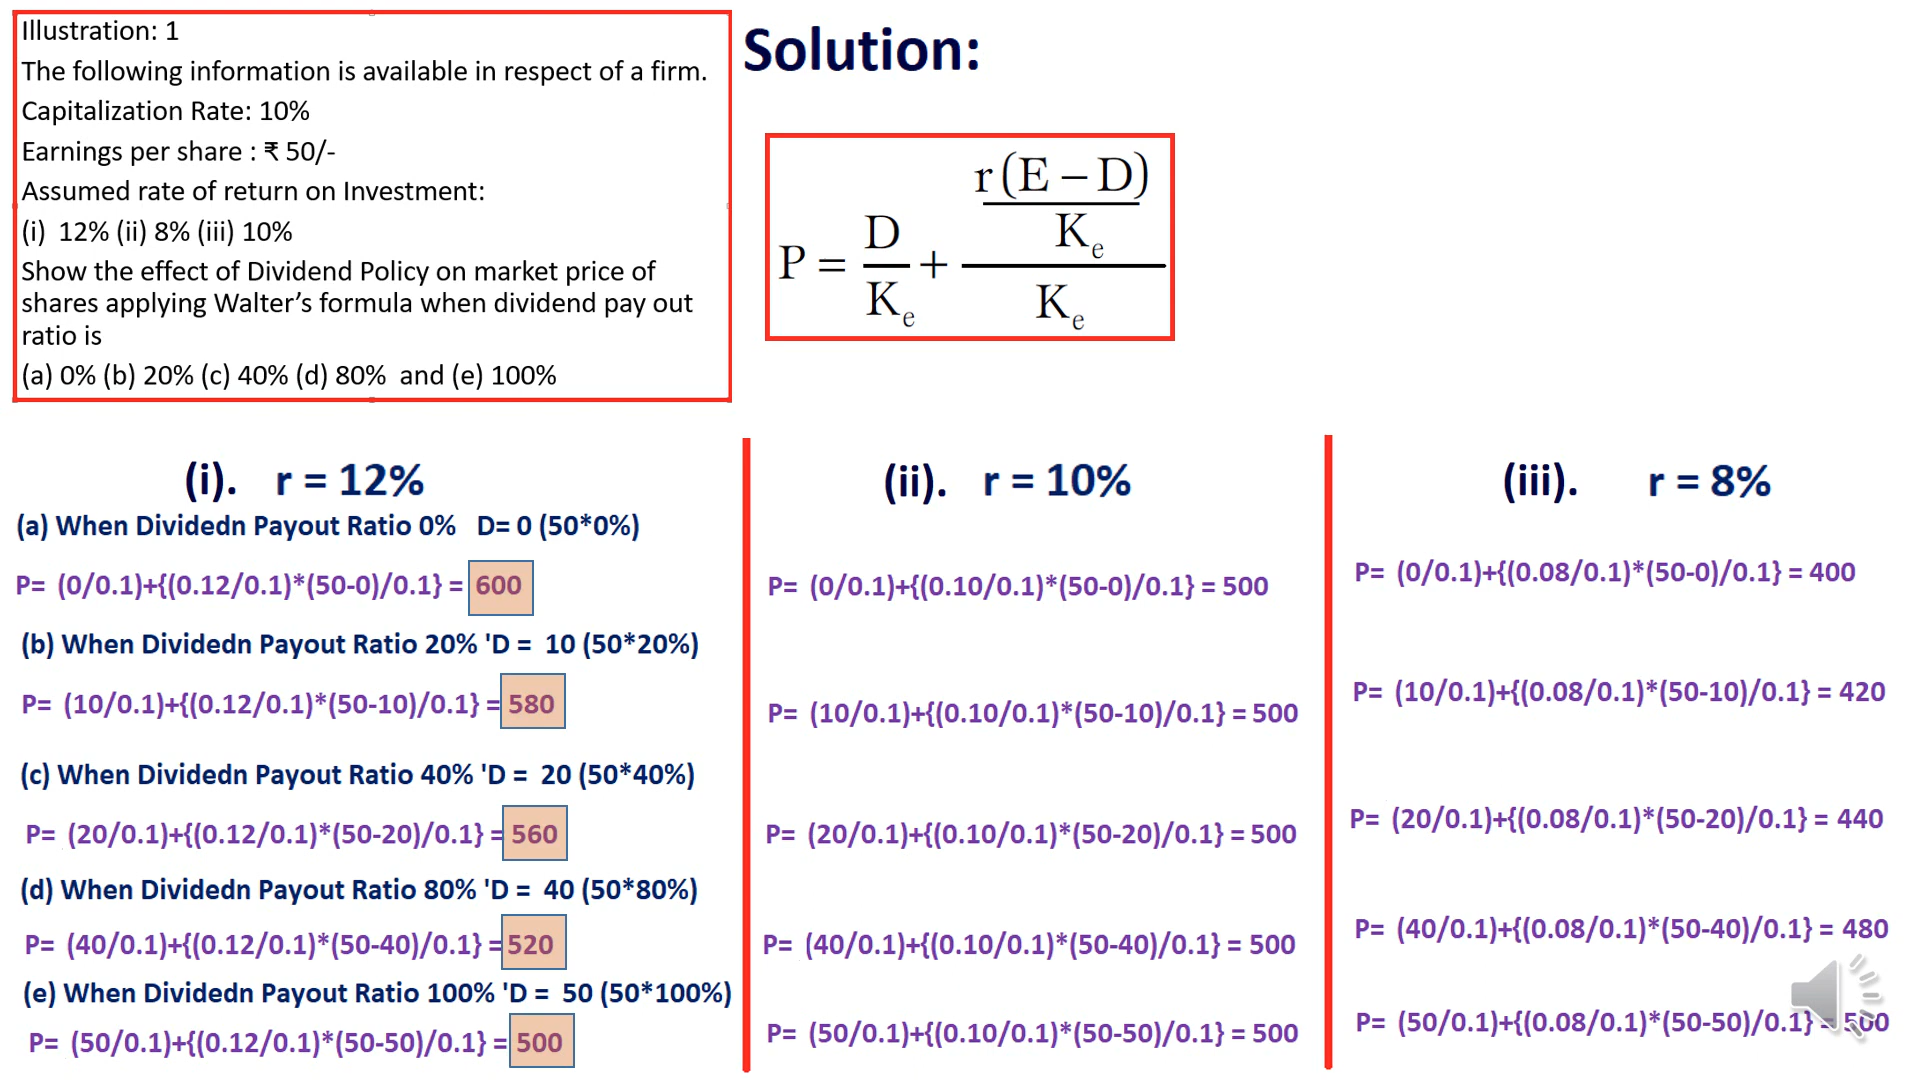 Illustration: 1
The following information is available in respect of a firm.
Capitalization Rate: 10%
Earnings per share : ₹ 50/-
Assumed rate of return on Investment:
(i) 12% (ii) 8% (iii) 10%
Show the effect of Dividend Policy on market price of
shares applying Walter’s formula when dividend pay out
ratio is
(a) 0% (b) 20% (c) 40% (d) 80% and (e) 100%
Solution:
P = D/Kₑ + (r(E − D)/Kₑ)/Kₑ
(i). r = 12%
(a) When Dividedn Payout Ratio 0% D= 0 (50*0%)
P= (0/0.1)+{(0.12/0.1)*(50-0)/0.1} = 600
(b) When Dividedn Payout Ratio 20% 'D = 10 (50*20%)
P= (10/0.1)+{(0.12/0.1)*(50-10)/0.1} = 580
(c) When Dividedn Payout Ratio 40% 'D = 20 (50*40%)
P= (20/0.1)+{(0.12/0.1)*(50-20)/0.1} = 560
(d) When Dividedn Payout Ratio 80% 'D = 40 (50*80%)
P= (40/0.1)+{(0.12/0.1)*(50-40)/0.1} = 520
(e) When Dividedn Payout Ratio 100% 'D = 50 (50*100%)
P= (50/0.1)+{(0.12/0.1)*(50-50)/0.1} = 500
(ii). r = 10%
P= (0/0.1)+{(0.10/0.1)*(50-0)/0.1} = 500
P= (10/0.1)+{(0.10/0.1)*(50-10)/0.1} = 500
P= (20/0.1)+{(0.10/0.1)*(50-20)/0.1} = 500
P= (40/0.1)+{(0.10/0.1)*(50-40)/0.1} = 500
P= (50/0.1)+{(0.10/0.1)*(50-50)/0.1} = 500
(iii). r = 8%
P= (0/0.1)+{(0.08/0.1)*(50-0)/0.1} = 400
P= (10/0.1)+{(0.08/0.1)*(50-10)/0.1} = 420
P= (20/0.1)+{(0.08/0.1)*(50-20)/0.1} = 440
P= (40/0.1)+{(0.08/0.1)*(50-40)/0.1} = 480
P= (50/0.1)+{(0.08/0.1)*(50-50)/0.1} = 500